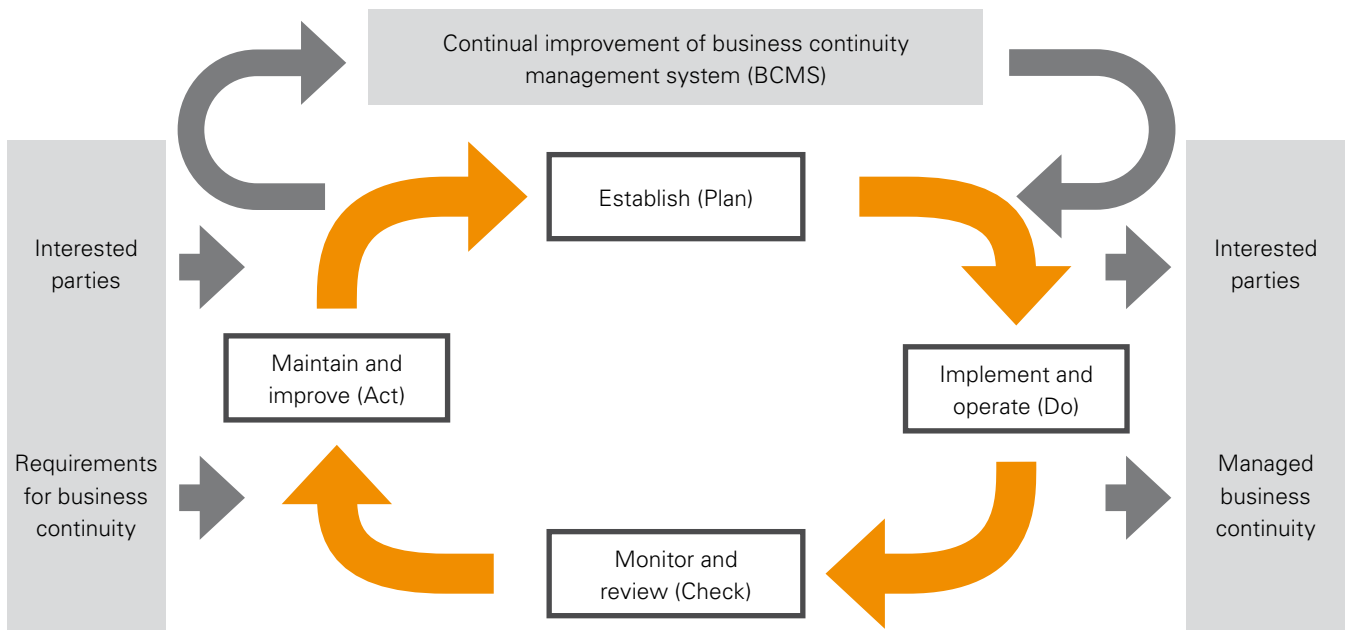 Continual improvement of business continuity
management system (BCMS)
Establish (Plan)
Interested
parties
Interested
parties
Maintain and
improve (Act)
Implement and
operate (Do)
Requirements
for business
continuity
Managed
business
continuity
Monitor and
review (Check)